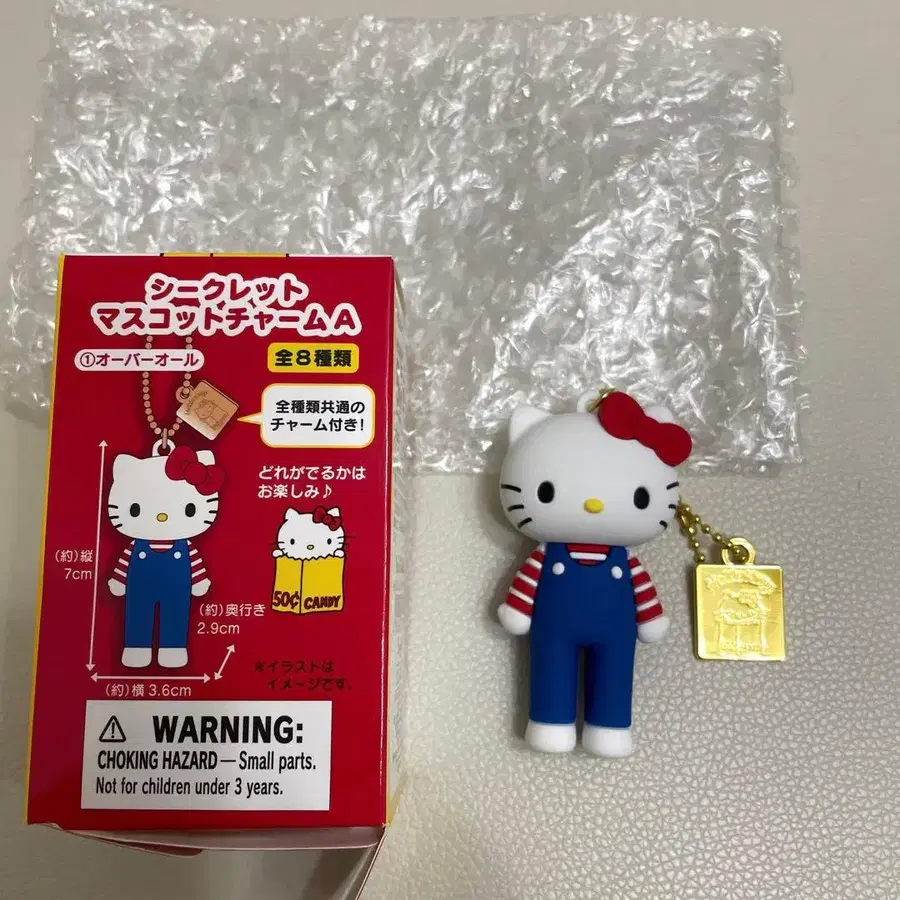 シークレット
マスコットチャームA
①オーバーオール
全8種類
全種類共通の
チャーム付き!
どれがでるかは
お楽しみ♪
(約)縦
7cm
50¢ CANDY
(約)奥行き
2.9cm
※イラストは
イメージです。
(約)横3.6cm
⚠ WARNING:
CHOKING HAZARD — Small parts.
Not for children under 3 years.